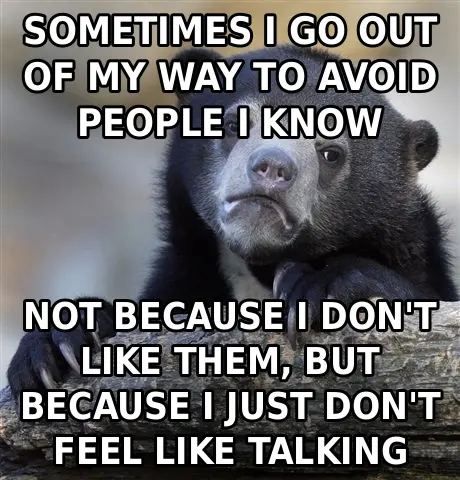 SOMETIMES I GO OUT
OF MY WAY TO AVOID
PEOPLE I KNOW
NOT BECAUSE I DON'T
LIKE THEM, BUT
BECAUSE I JUST DON'T
FEEL LIKE TALKING